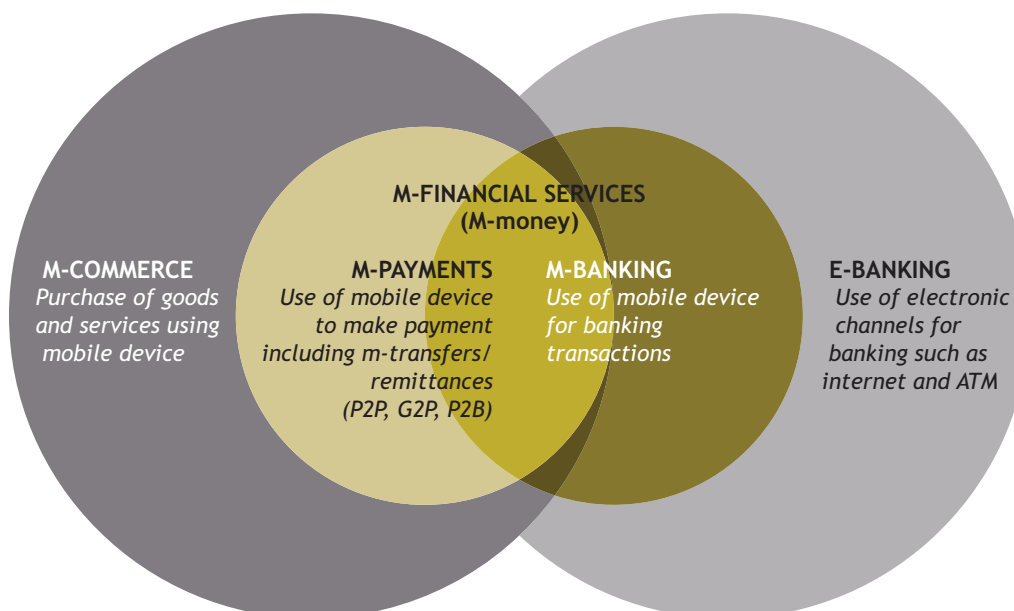 M-FINANCIAL SERVICES
(M-money)
M-COMMERCE
Purchase of goods
and services using
mobile device
M-PAYMENTS
Use of mobile device
to make payment
including m-transfers/
remittances
(P2P, G2P, P2B)
M-BANKING
Use of mobile device
for banking
transactions
E-BANKING
Use of electronic
channels for
banking such as
internet and ATM